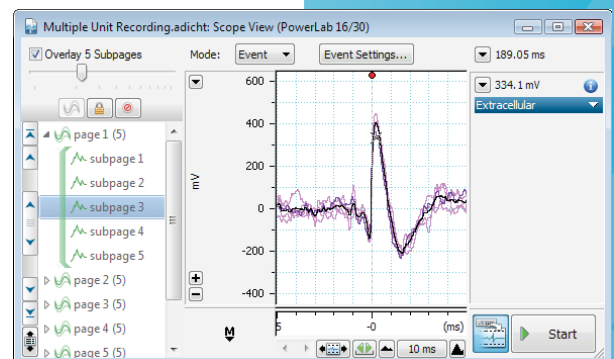 Multiple Unit Recording.adicht: Scope View (PowerLab 16/30)
Overlay 5 Subpages
Mode: Event Event Settings... 189.05 ms
334.1 mV
Extracellular
page 1 (5)
subpage 1
subpage 2
subpage 3
subpage 4
subpage 5
page 2 (5)
page 3 (5)
page 4 (5)
page 5 (5)
600
400
200
0
-200
-400
mV
-0 (ms)
10 ms
Start